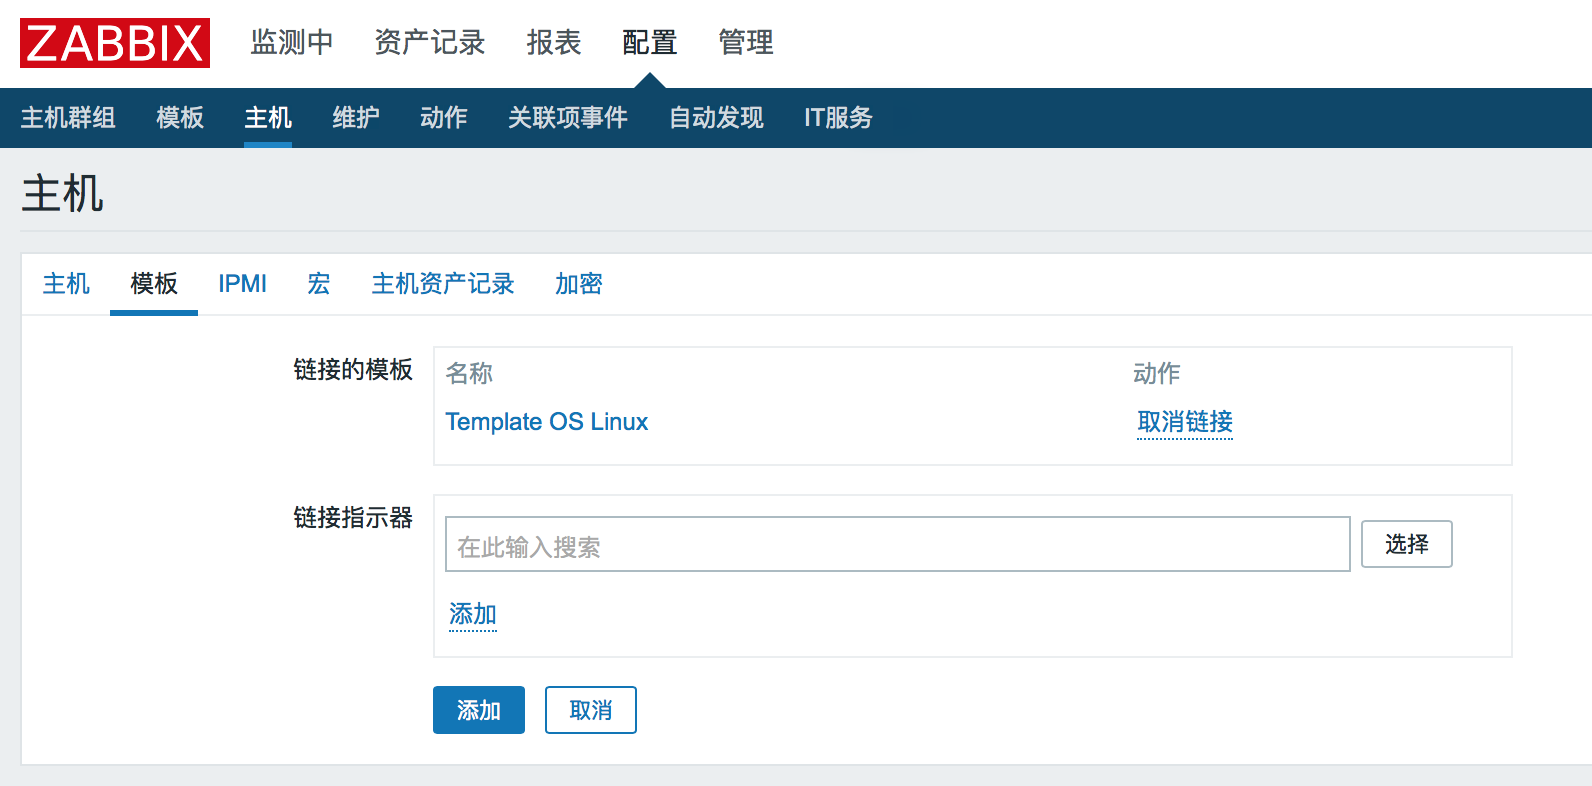 ZABBIX 监测中 资产记录 报表 配置 管理
主机群组 模板 主机 维护 动作 关联项事件 自动发现 IT服务
主机
主机 模板 IPMI 宏 主机资产记录 加密
链接的模板 名称 动作
Template OS Linux 取消链接
链接指示器
在此输入搜索 选择
添加
添加 取消